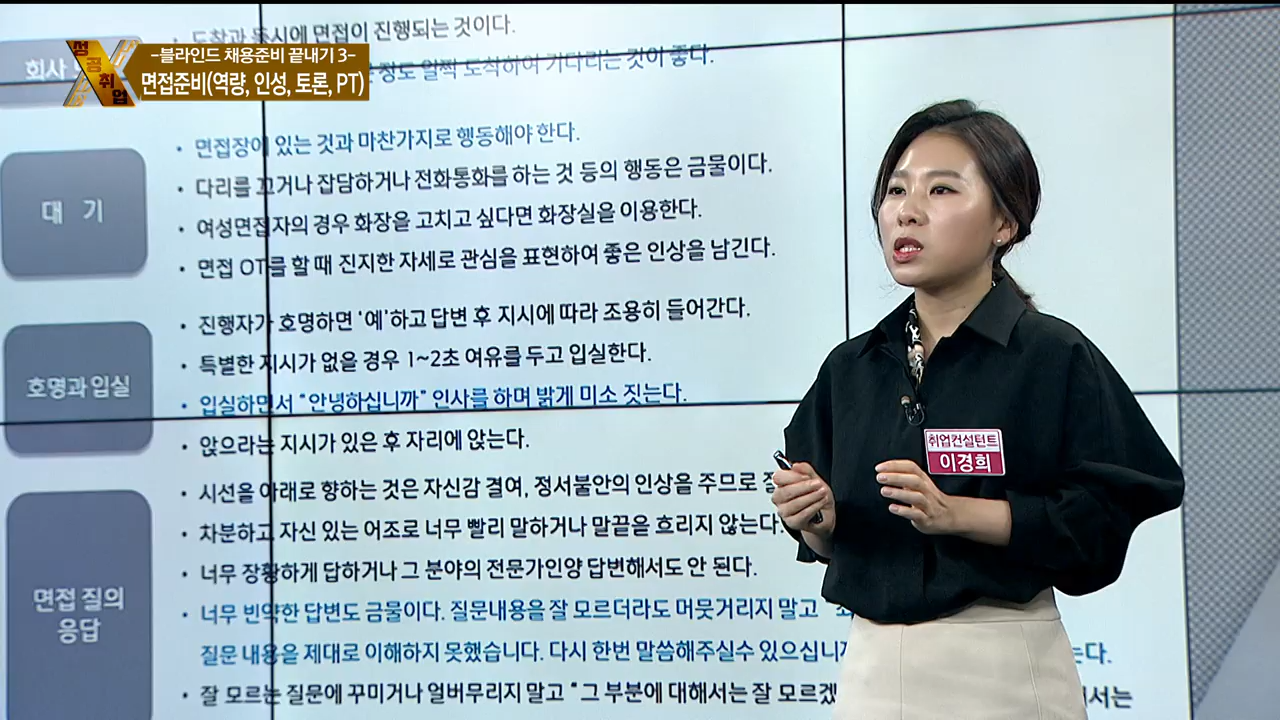 도착과 동시에 면접이 진행되는 것이다.
회사
정도 일찍 도착하여 기다리는 것이 좋다.
성공취업
-블라인드 채용준비 끝내기 3-
면접준비(역량, 인성, 토론, PT)
대 기
• 면접장이 있는 것과 마찬가지로 행동해야 한다.
• 다리를 꼬거나 잡담하거나 전화통화를 하는 것 등의 행동은 금물이다.
• 여성면접자의 경우 화장을 고치고 싶다면 화장실을 이용한다.
• 면접 OT를 할 때 진지한 자세로 관심을 표현하여 좋은 인상을 남긴다.
호명과 입실
• 진행자가 호명하면 '예'하고 답변 후 지시에 따라 조용히 들어간다.
• 특별한 지시가 없을 경우 1~2초 여유를 두고 입실한다.
• 입실하면서 "안녕하십니까" 인사를 하며 밝게 미소 짓는다.
• 앉으라는 지시가 있은 후 자리에 앉는다.
면접 질의
응답
• 시선을 아래로 향하는 것은 자신감 결여, 정서불안의 인상을 주므로
• 차분하고 자신 있는 어조로 너무 빨리 말하거나 말끝을 흐리지 않는다.
• 너무 장황하게 답하거나 그 분야의 전문가인양 답변해서도 안 된다.
• 너무 빈약한 답변도 금물이다. 질문내용을 잘 모르더라도 머뭇거리지 말고 "
질문 내용을 제대로 이해하지 못했습니다. 다시 한번 말씀해주실수 있으십니까 는다.
• 잘 모르는 질문에 꾸미거나 얼버무리지 말고 "그 부분에 대해서는 잘 모르겠 서는
취업컨설턴트
이경희